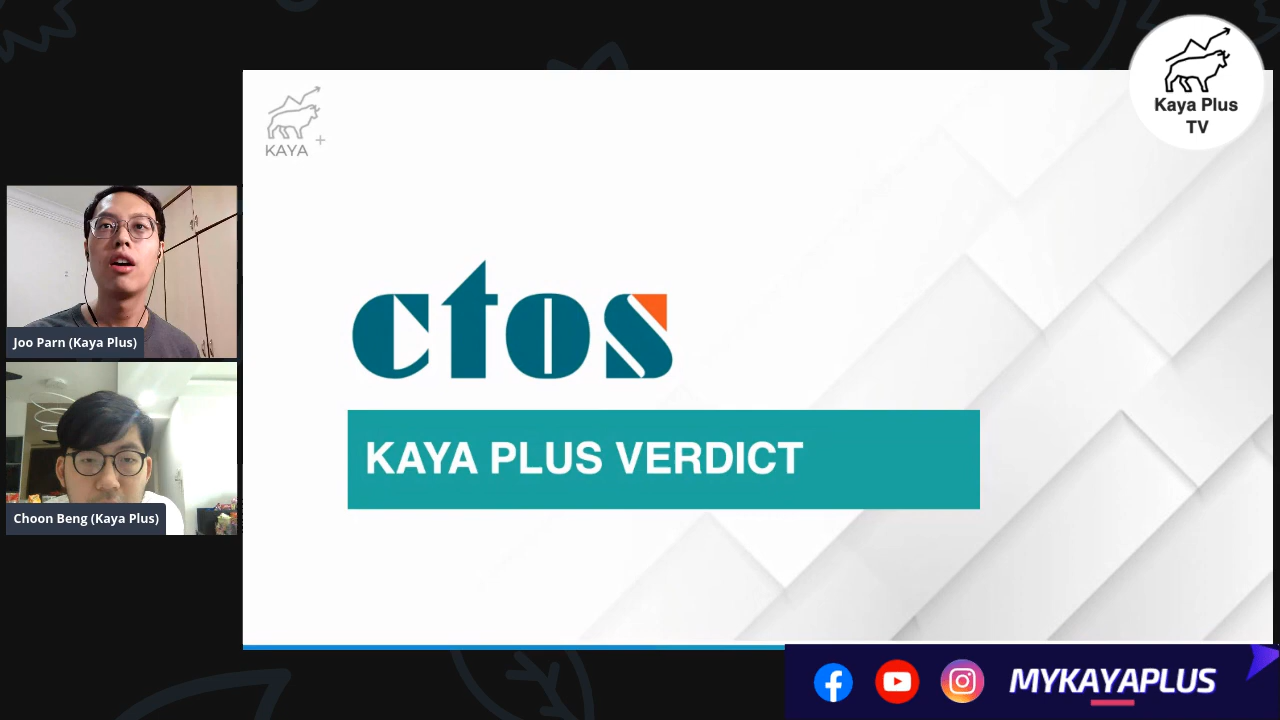 Kaya Plus
TV
KAYA +
ctos
KAYA PLUS VERDICT
Joo Parn (Kaya Plus)
Choon Beng (Kaya Plus)
MYKAYAPLUS